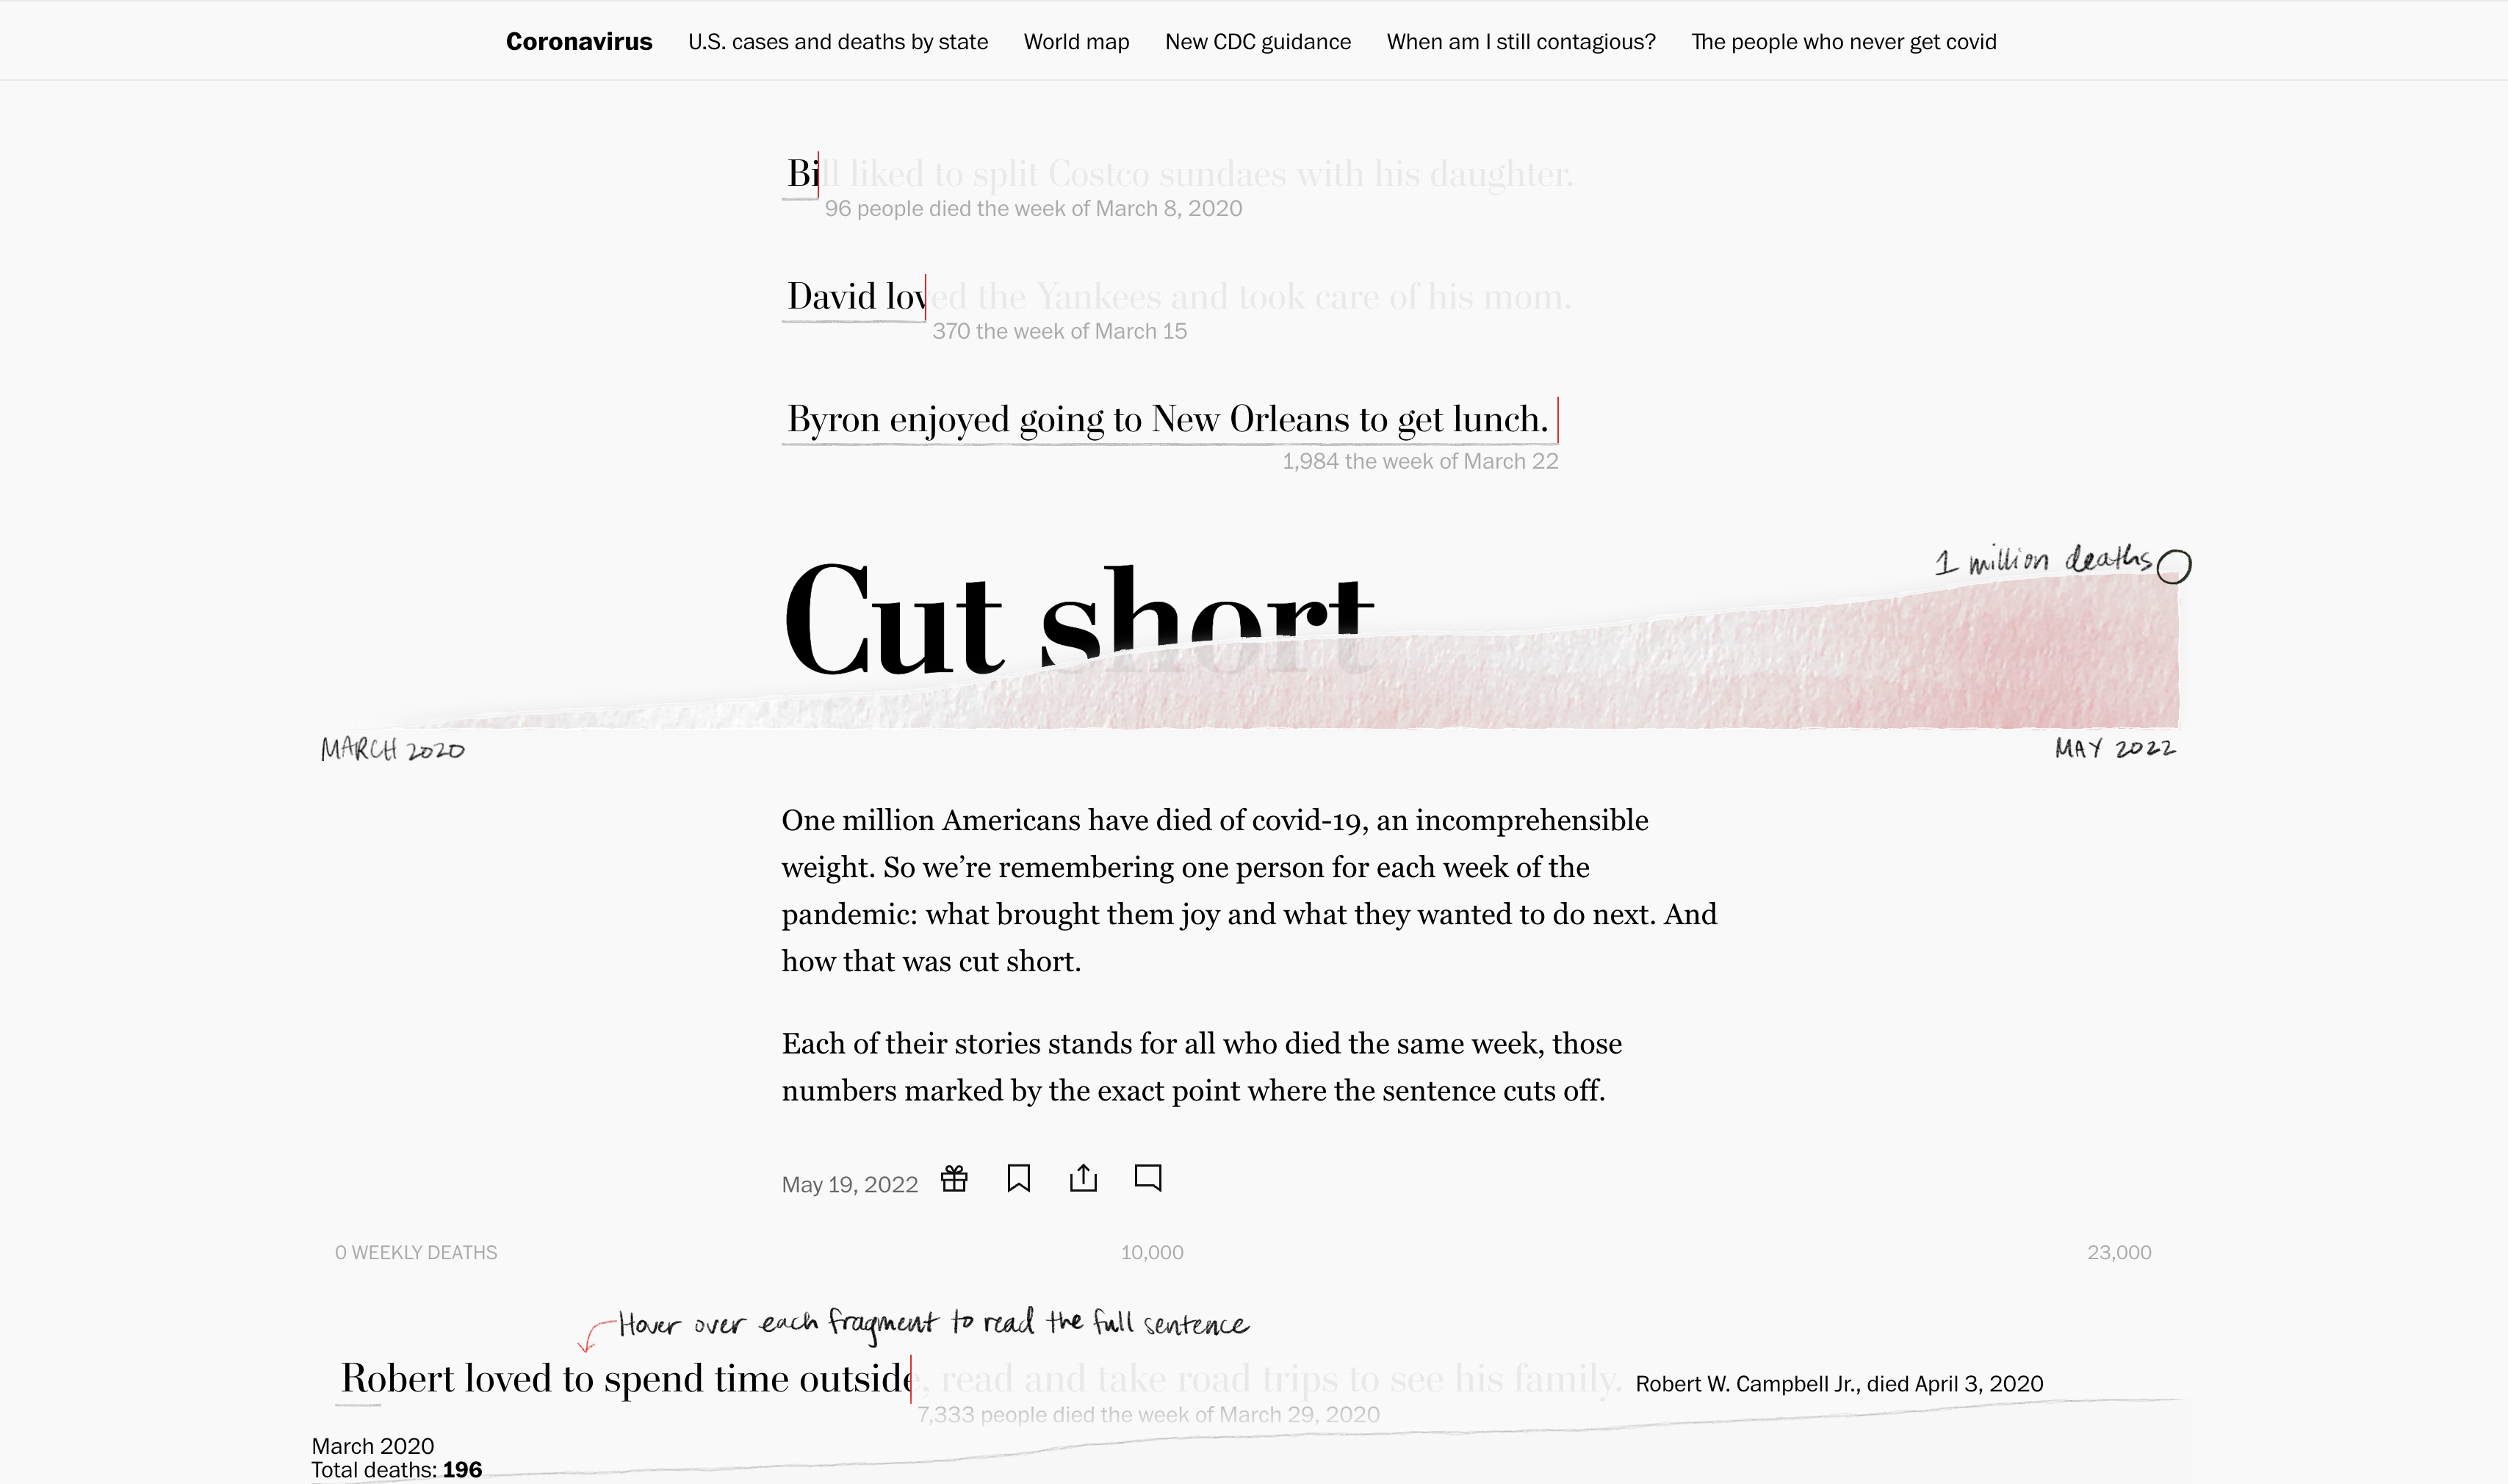 Coronavirus U.S. cases and deaths by state World map New CDC guidance When am I still contagious? The people who never get covid
Bill liked to split Costco sundaes with his daughter.
96 people died the week of March 8, 2020
David loved the Yankees and took care of his mom.
370 the week of March 15
Byron enjoyed going to New Orleans to get lunch.
1,984 the week of March 22
1 million deaths
Cut short
MARCH 2020
MAY 2022
One million Americans have died of covid-19, an incomprehensible
weight. So we’re remembering one person for each week of the
pandemic: what brought them joy and what they wanted to do next. And
how that was cut short.
Each of their stories stands for all who died the same week, those
numbers marked by the exact point where the sentence cuts off.
May 19, 2022
0 WEEKLY DEATHS 10,000 23,000
Hover over each fragment to read the full sentence
Robert loved to spend time outside, read and take road trips to see his family. Robert W. Campbell Jr., died April 3, 2020
7,333 people died the week of March 29, 2020
March 2020
Total deaths: 196